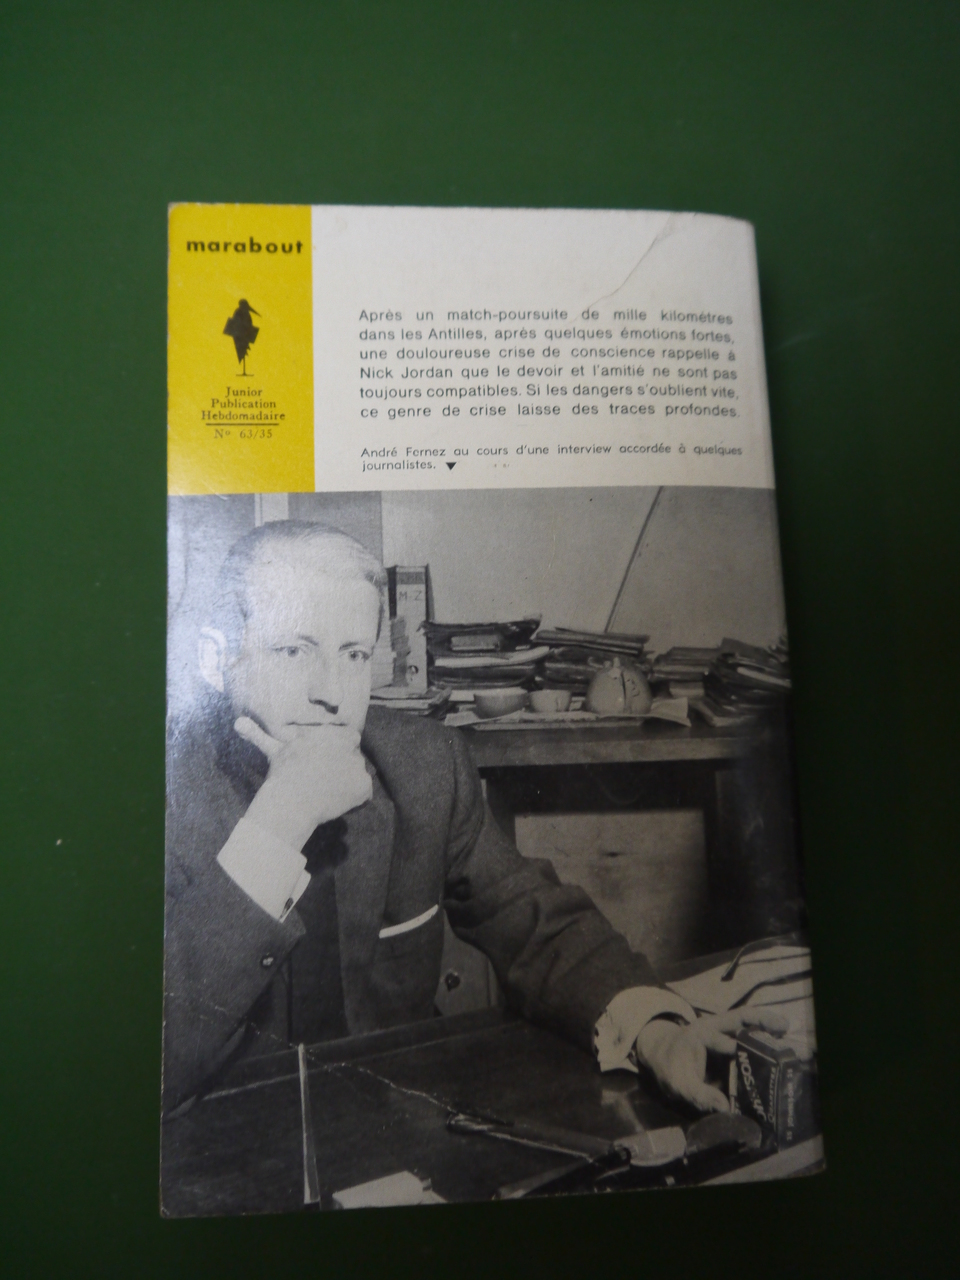 marabout
Junior
Publication
Hebdomadaire
Nº 63/35
Après un match-poursuite de mille kilomètres
dans les Antilles, après quelques émotions fortes,
une douloureuse crise de conscience rappelle à
Nick Jordan que le devoir et l'amitié ne sont pas
toujours compatibles. Si les dangers s'oublient vite,
ce genre de crise laisse des traces profondes.
André Fernez au cours d'une interview accordée à quelques
journalistes. ▼
M-Z